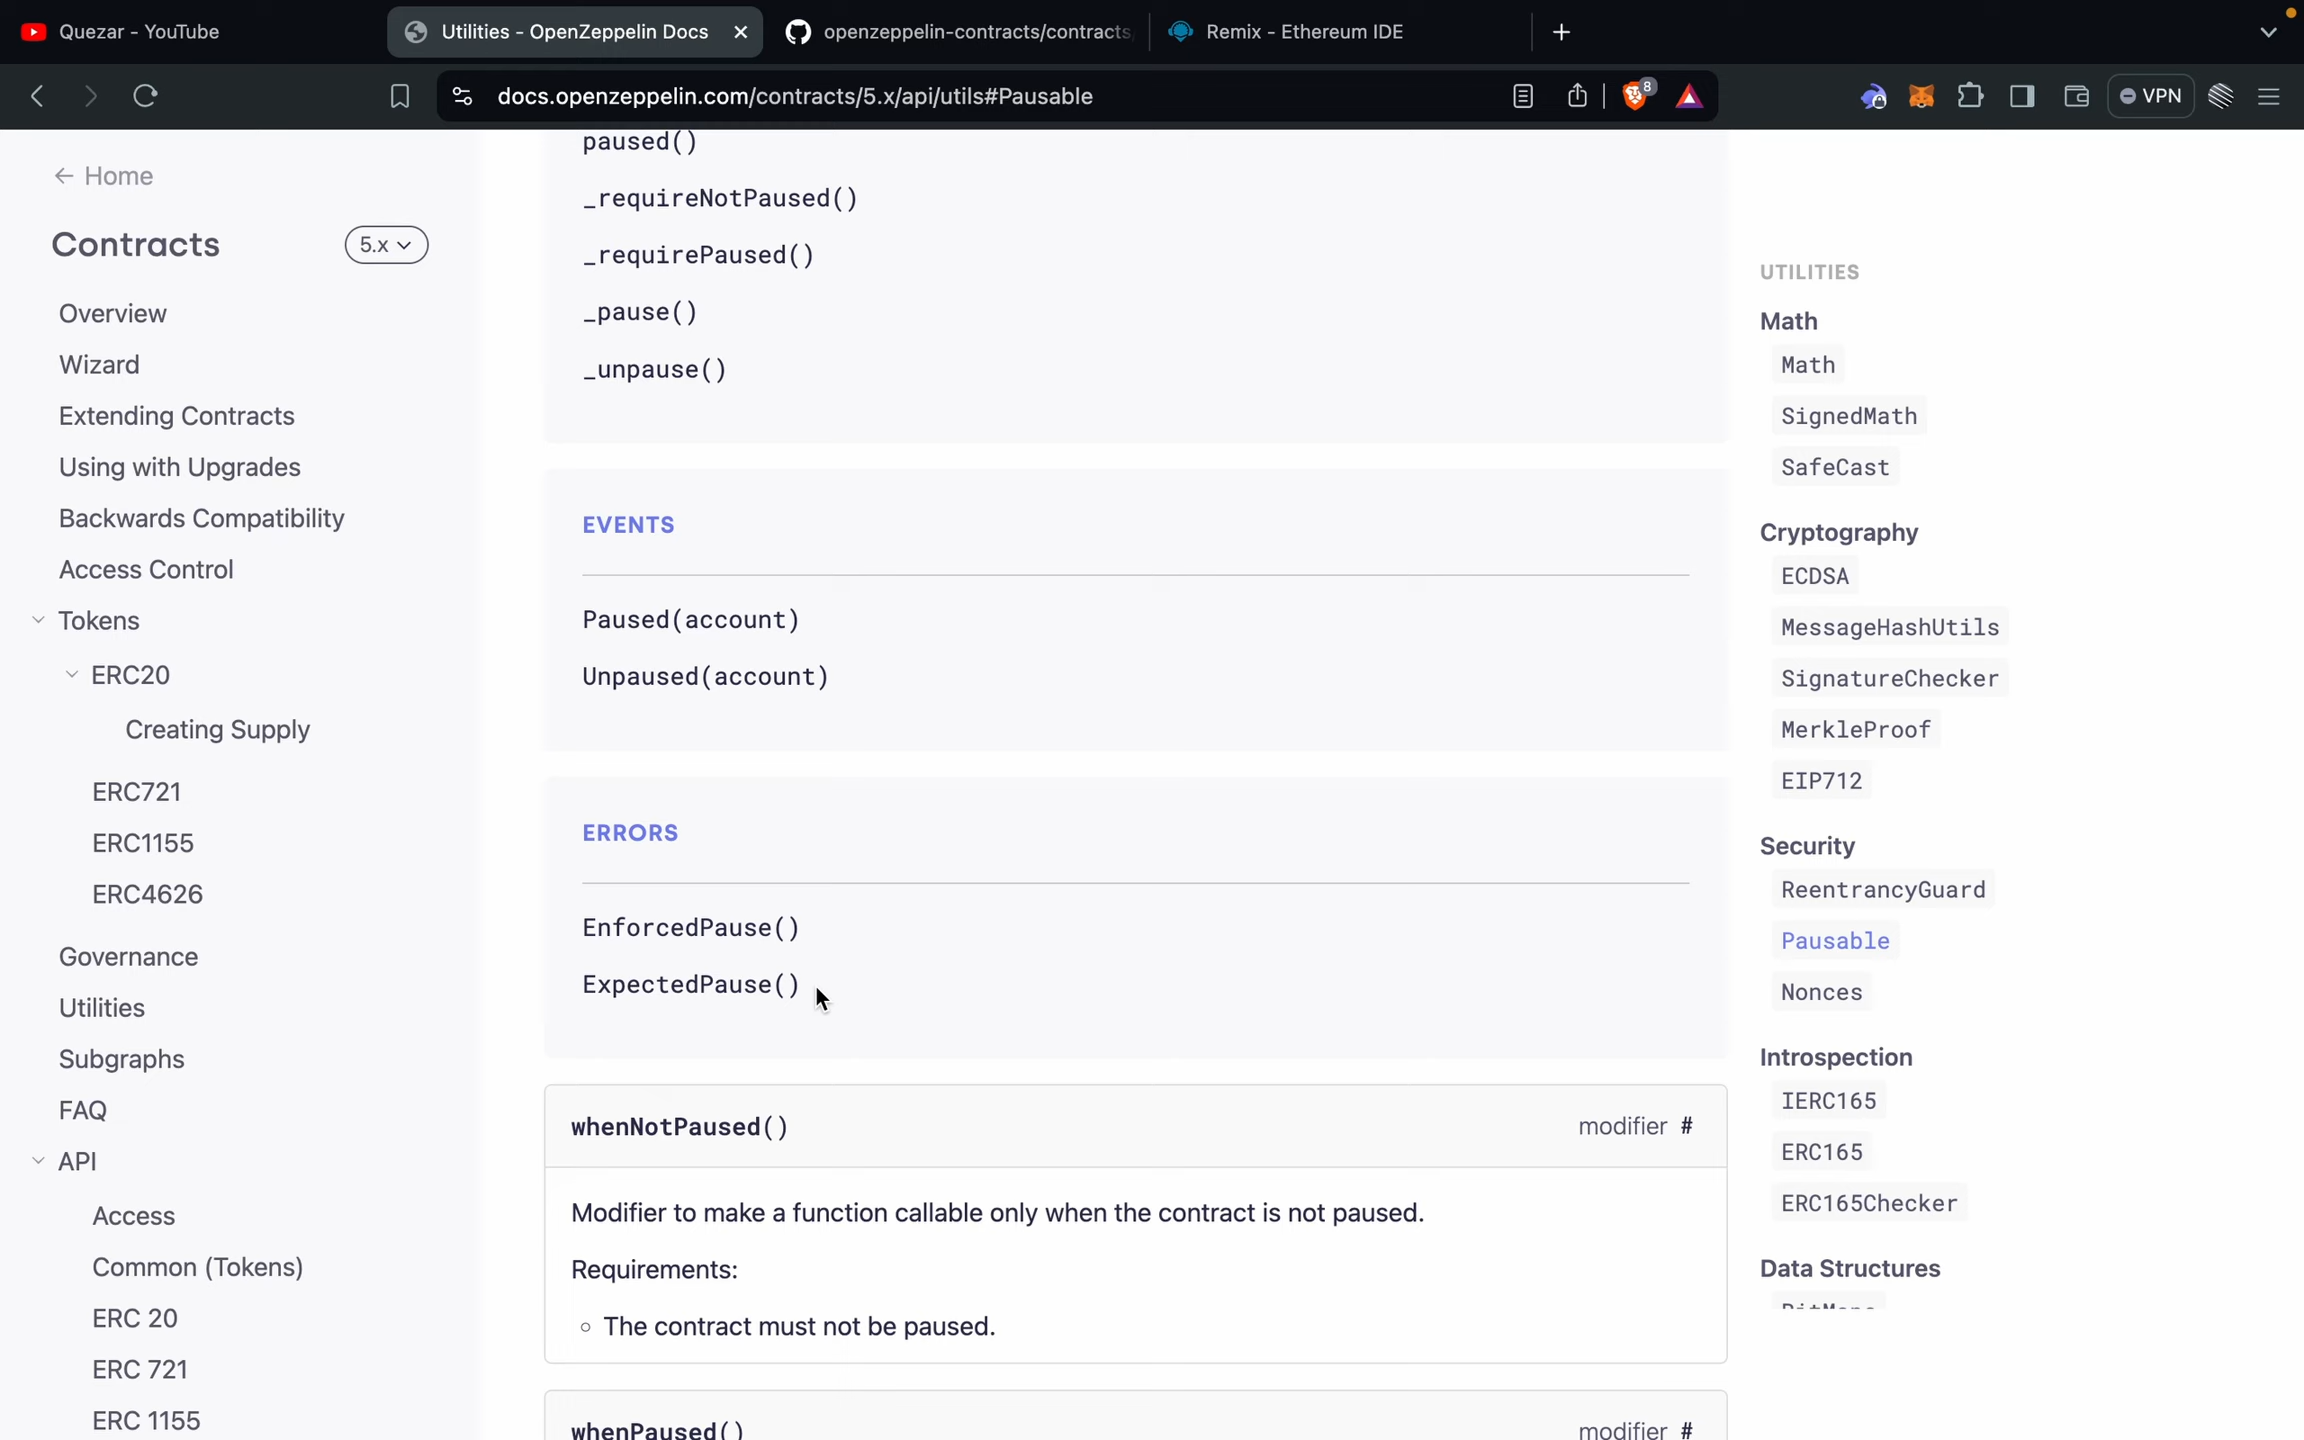 Quezar - YouTube
Utilities - OpenZeppelin Docs
openzeppelin-contracts/contracts
Remix - Ethereum IDE
docs.openzeppelin.com/contracts/5.x/api/utils#Pausable
8
VPN
← Home
Contracts
5.x
Overview
Wizard
Extending Contracts
Using with Upgrades
Backwards Compatibility
Access Control
Tokens
ERC20
Creating Supply
ERC721
ERC1155
ERC4626
Governance
Utilities
Subgraphs
FAQ
API
Access
Common (Tokens)
ERC 20
ERC 721
ERC 1155
paused()
_requireNotPaused()
_requirePaused()
_pause()
_unpause()
EVENTS
Paused(account)
Unpaused(account)
ERRORS
EnforcedPause()
ExpectedPause()
whenNotPaused()
modifier #
Modifier to make a function callable only when the contract is not paused.
Requirements:
The contract must not be paused.
whenPaused()
modifier #
UTILITIES
Math
Math
SignedMath
SafeCast
Cryptography
ECDSA
MessageHashUtils
SignatureChecker
MerkleProof
EIP712
Security
ReentrancyGuard
Pausable
Nonces
Introspection
IERC165
ERC165
ERC165Checker
Data Structures